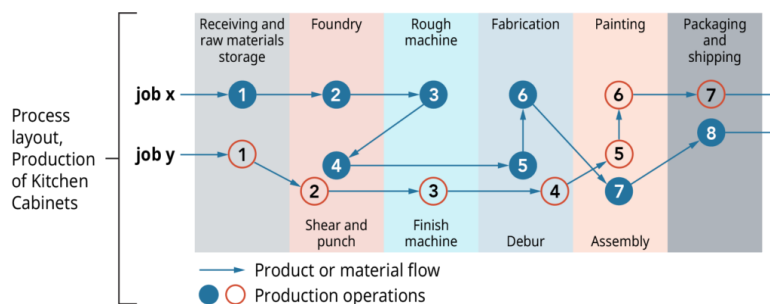 Receiving and
raw materials
storage
Foundry
Rough
machine
Fabrication
Painting
Packaging
and
shipping
job x
1
2
3
6
6
7
Process
layout,
Production
of Kitchen
Cabinets
job y
1
4
5
5
8
2
3
4
7
Shear and
punch
Finish
machine
Debur
Assembly
Product or material flow
Production operations